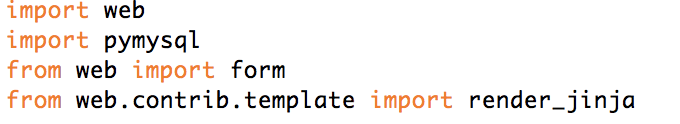 import web
import pymysql
from web import form
from web.contrib.template import render_jinja